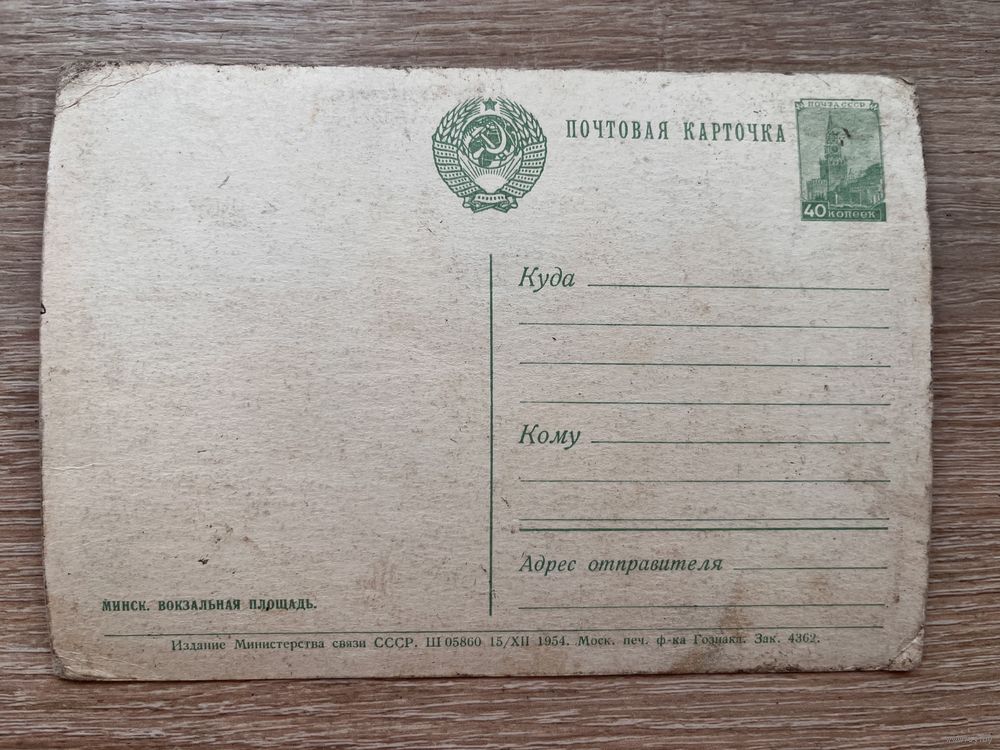 ПОЧТОВАЯ КАРТОЧКА
ПОЧТА СССР
40 КОПЕЕК
Куда
Кому
Адрес отправителя
МИНСК. ВОКЗАЛЬНАЯ ПЛОЩАДЬ.
Издание Министерства связи СССР. Ш 05860 15/XII 1954. Моск. печ. ф-ка Гознака. Зак. 4362.